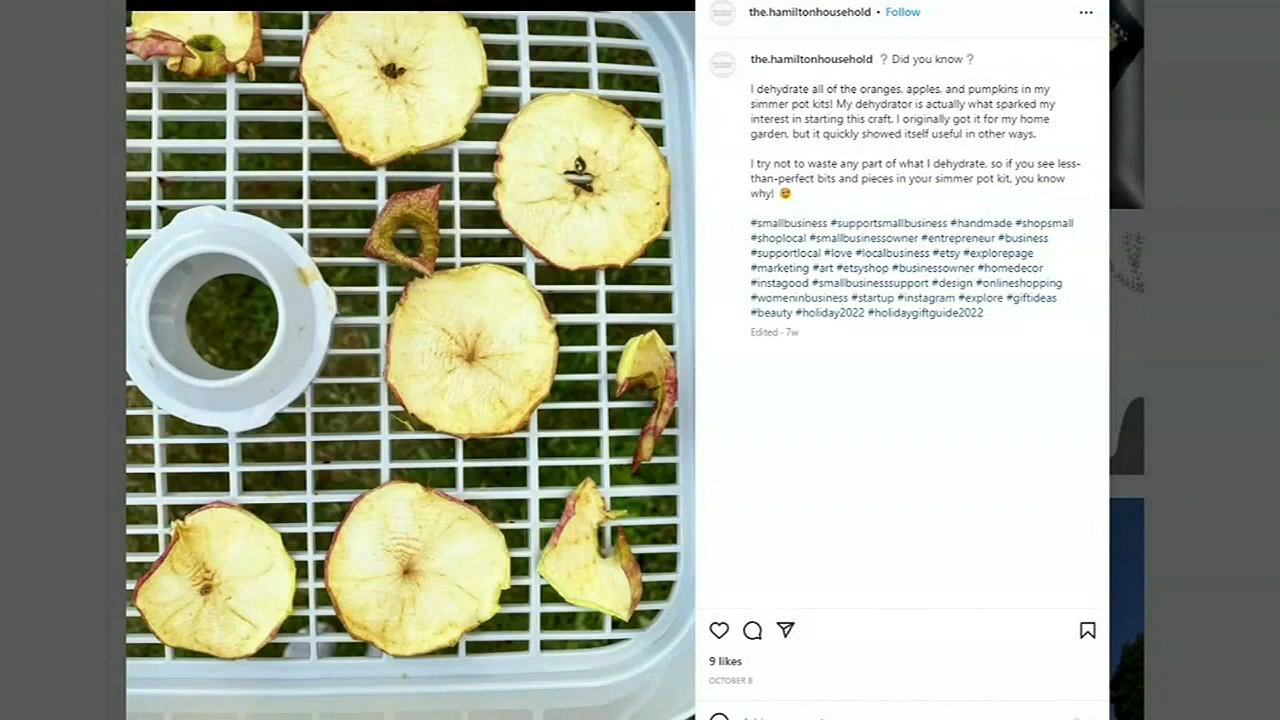 the.hamiltonhousehold • Follow
the.hamiltonhousehold ❔ Did you know ❔
I dehydrate all of the oranges, apples, and pumpkins in my
simmer pot kits! My dehydrator is actually what sparked my
interest in starting this craft. I originally got it for my home
garden, but it quickly showed itself useful in other ways.
I try not to waste any part of what I dehydrate, so if you see less-
than-perfect bits and pieces in your simmer pot kit, you know
why! 😊
#smallbusiness #supportsmallbusiness #handmade #shopsmall
#shoplocal #smallbusinessowner #entrepreneur #business
#supportlocal #love #localbusiness #etsy #explorepage
#marketing #art #etsyshop #businessowner #homedecor
#instagood #smallbusinesssupport #design #onlineshopping
#womeninbusiness #startup #instagram #explore #giftideas
#beauty #holiday2022 #holidaygiftguide2022
Edited · 7w
9 likes
OCTOBER 8